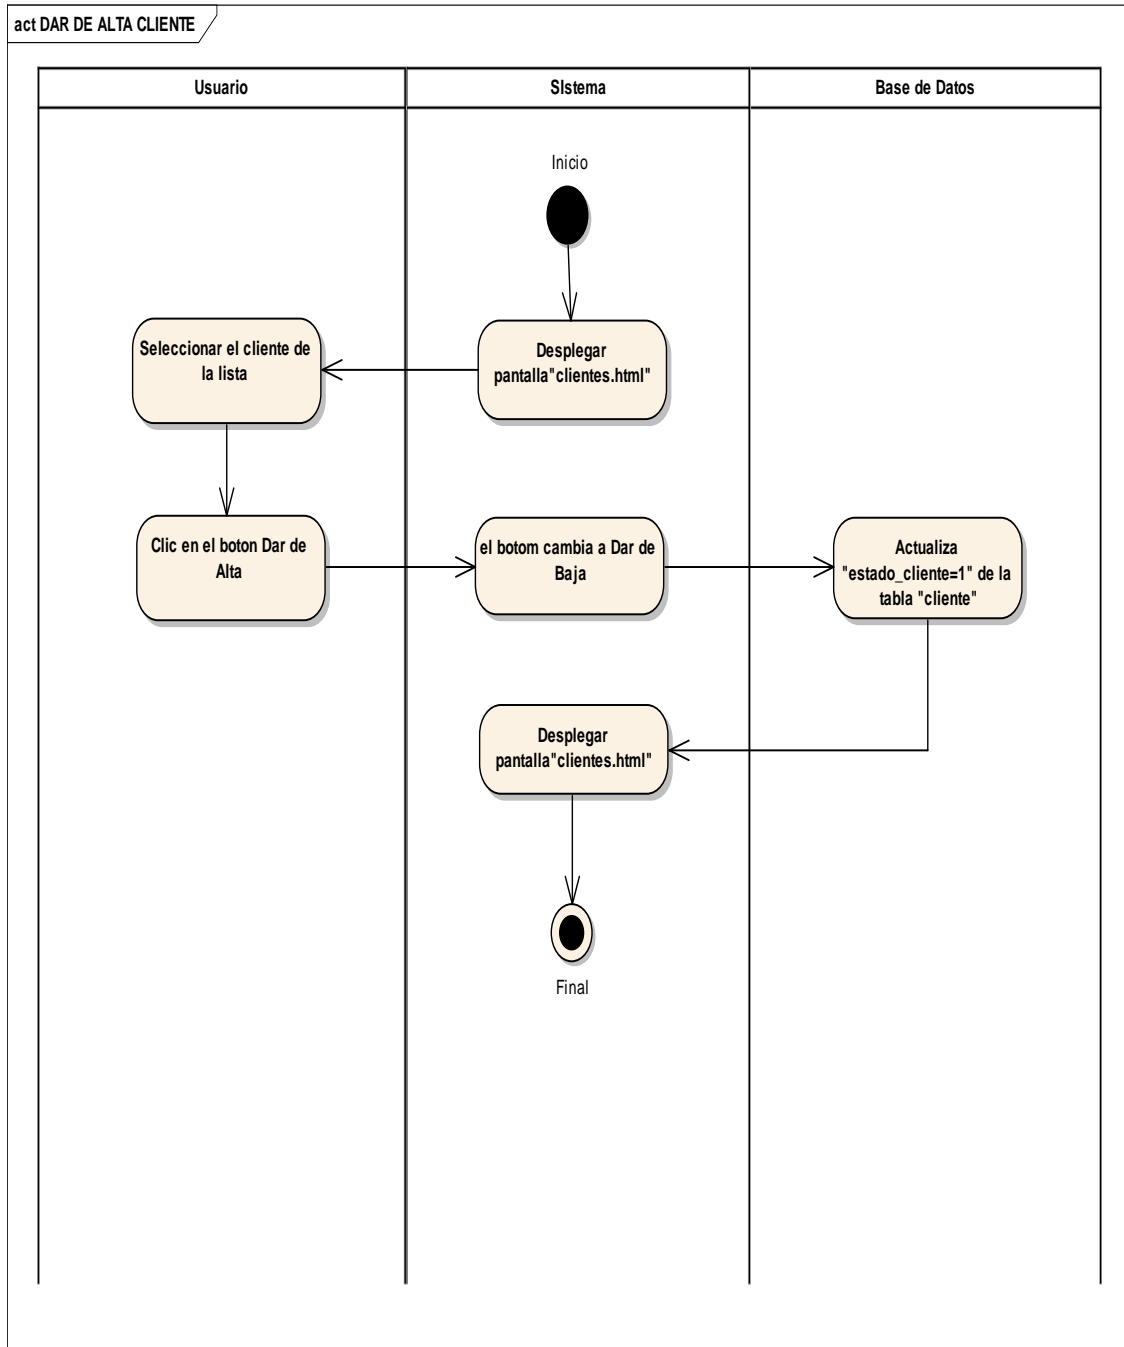 act DAR DE ALTA CLIENTE
Usuario
SIstema
Base de Datos
Inicio
Seleccionar el cliente de
la lista
Desplegar
pantalla"clientes.html"
Clic en el boton Dar de
Alta
el botom cambia a Dar de
Baja
Actualiza
"estado_cliente=1" de la
tabla "cliente"
Desplegar
pantalla"clientes.html"
Final